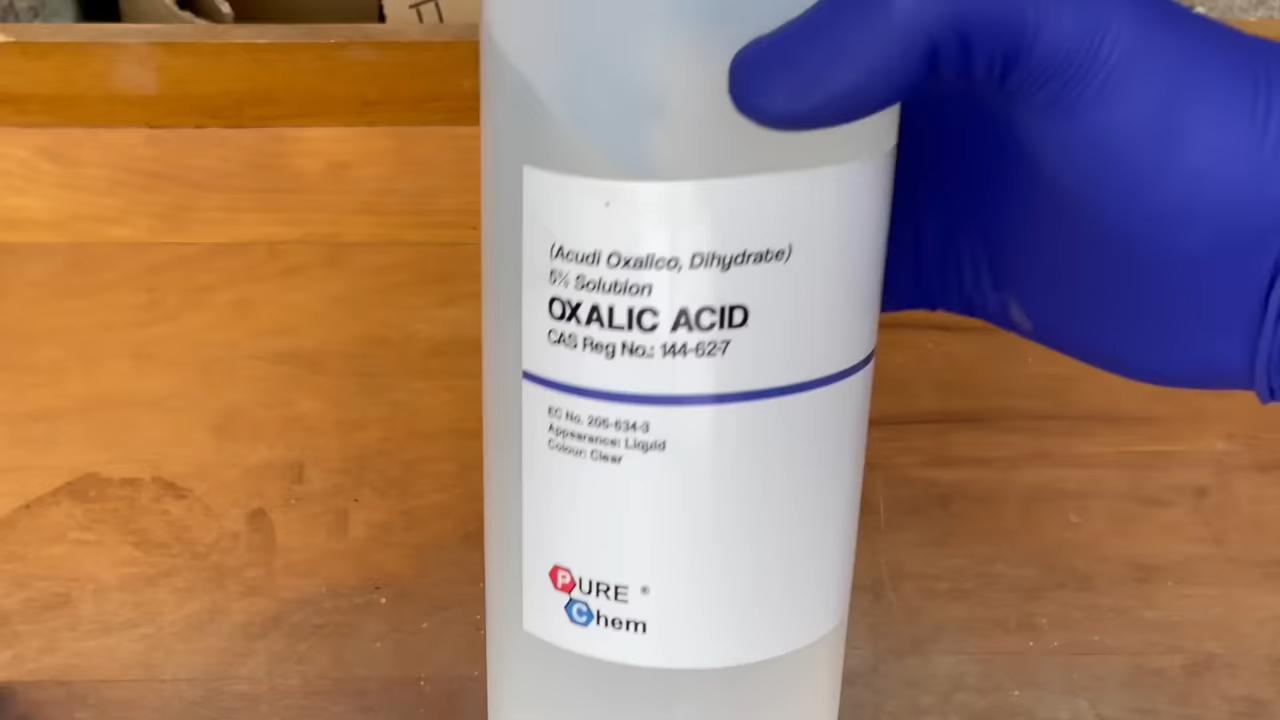 (Acudi Oxalico, Dihydrate)
5% Solution
OXALIC ACID
CAS Reg No.: 144-62-7
EC No. 205-634-3
Appearance: Liquid
Colour: Clear
PURE ®
Chem